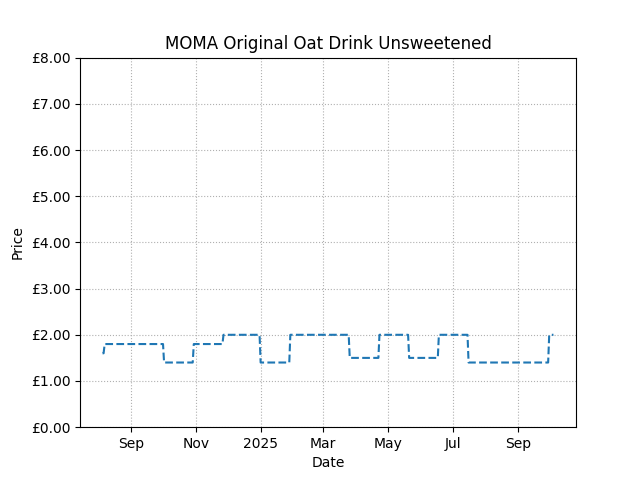 MOMA Original Oat Drink Unsweetened
£8.00
£7.00
£6.00
£5.00
£4.00
£3.00
£2.00
£1.00
£0.00
Price
Sep Nov 2025 Mar May Jul Sep
Date